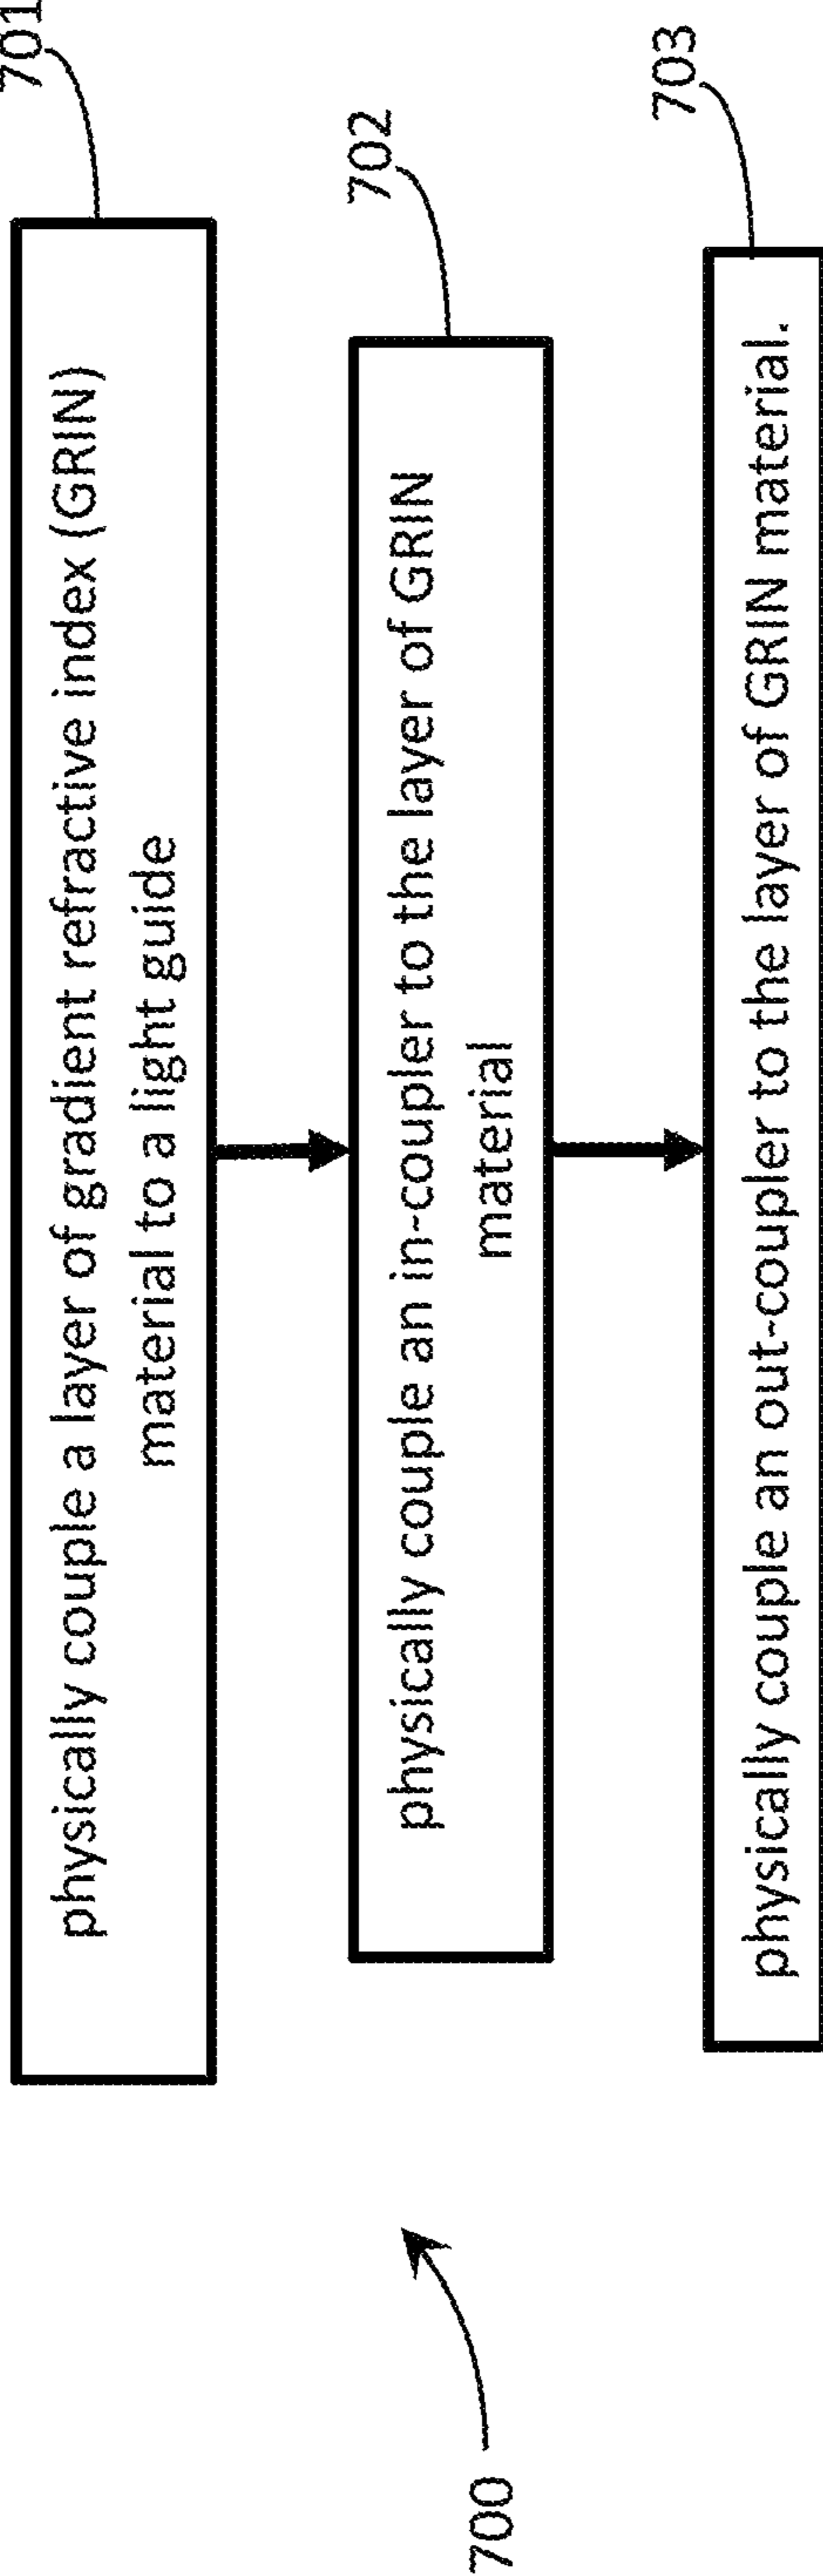 700
physically couple a layer of gradient refractive index (GRIN)
material to a light guide
701
physically couple an in-coupler to the layer of GRIN
material
702
physically couple an out-coupler to the layer of GRIN material.
703